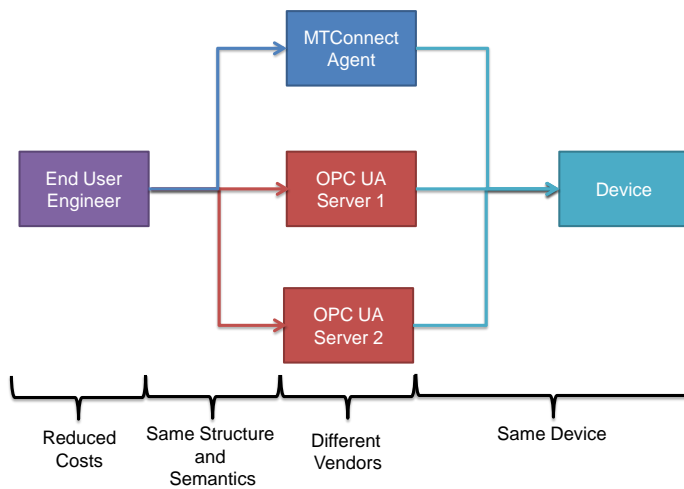 MTConnect
Agent
End User
Engineer
OPC UA
Server 1
Device
OPC UA
Server 2
Reduced
Costs
Same Structure
and
Semantics
Different
Vendors
Same Device